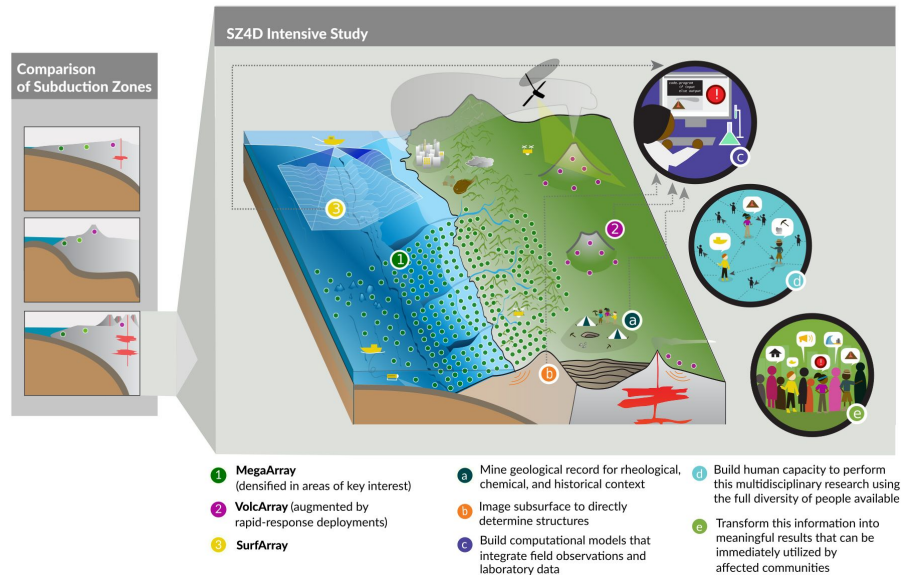 SZ4D Intensive Study
Comparison
of Subduction Zones
3
1
2
a
b
c
d
e
1 MegaArray
(densified in areas of key interest)
2 VolcArray (augmented by
rapid-response deployments)
3 SurfArray
a Mine geological record for rheological,
chemical, and historical context
b Image subsurface to directly
determine structures
c Build computational models that
integrate field observations and
laboratory data
d Build human capacity to perform
this multidisciplinary research using
the full diversity of people available
e Transform this information into
meaningful results that can be
immediately utilized by
affected communities